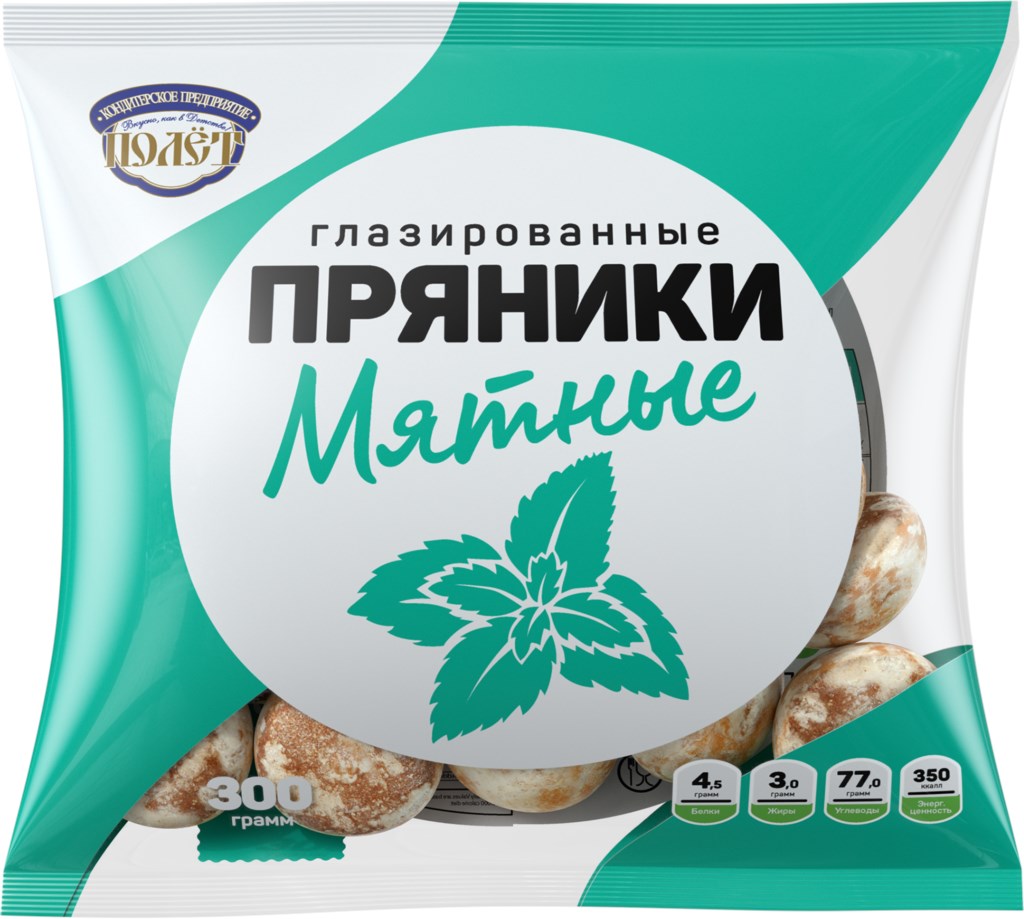 КОНДИТЕРСКОЕ ПРЕДПРИЯТИЕ
Вкусно, как в Детстве!
ПОЛЁТ
глазированные
ПРЯНИКИ
Мятные
300
грамм
4,5
грамм
Белки
3,0
грамм
Жиры
77,0
грамм
Углеводы
350
ккалл
Энерг.
ценность